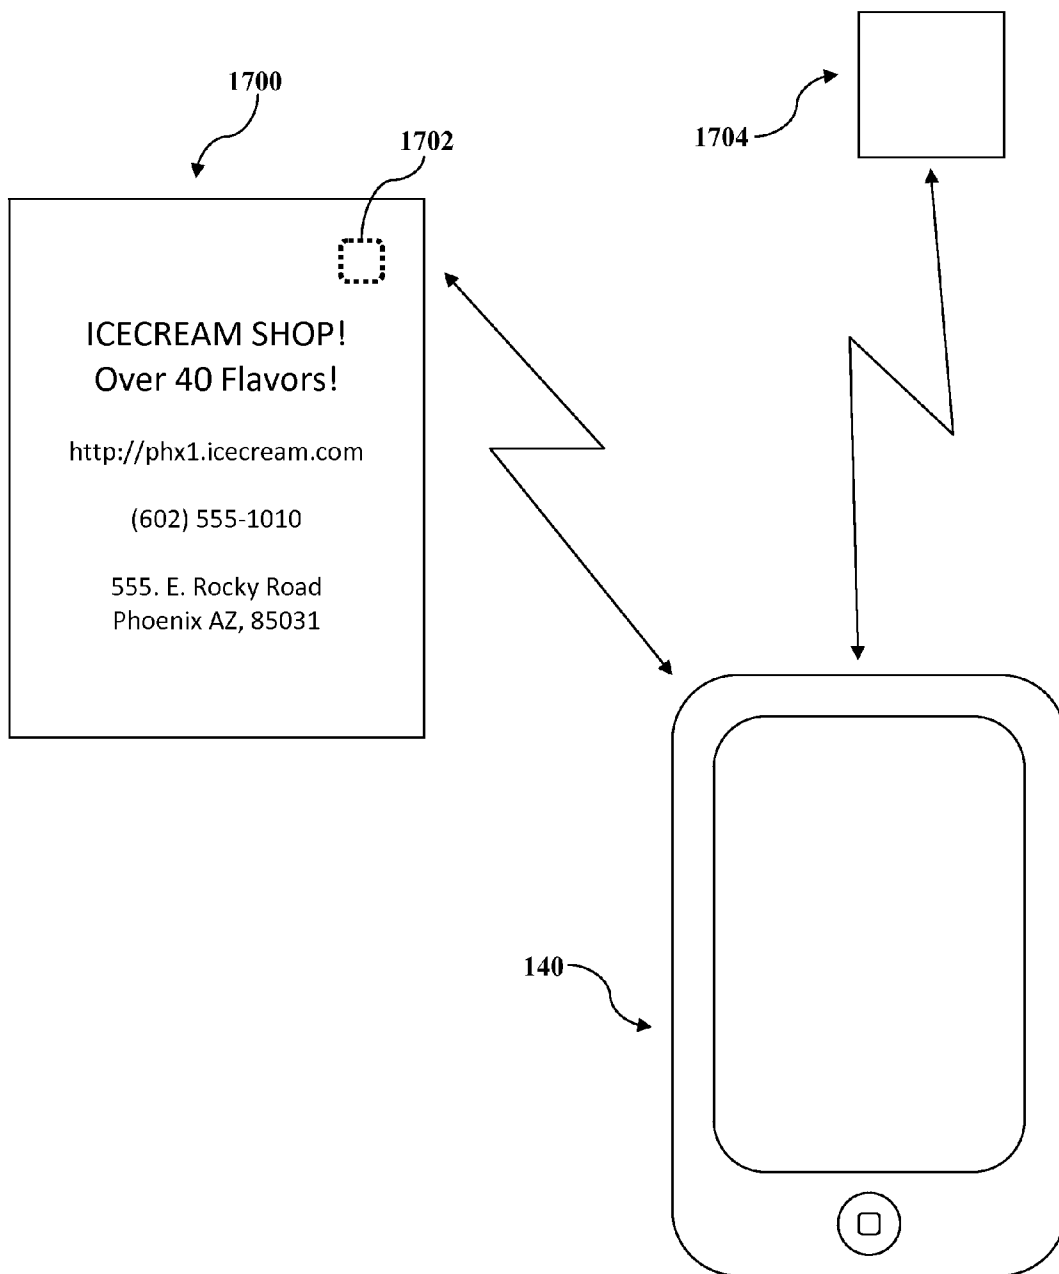 1700
1702
1704
ICECREAM SHOP!
Over 40 Flavors!
http://phx1.icecream.com
(602) 555-1010
555. E. Rocky Road
Phoenix AZ, 85031
140